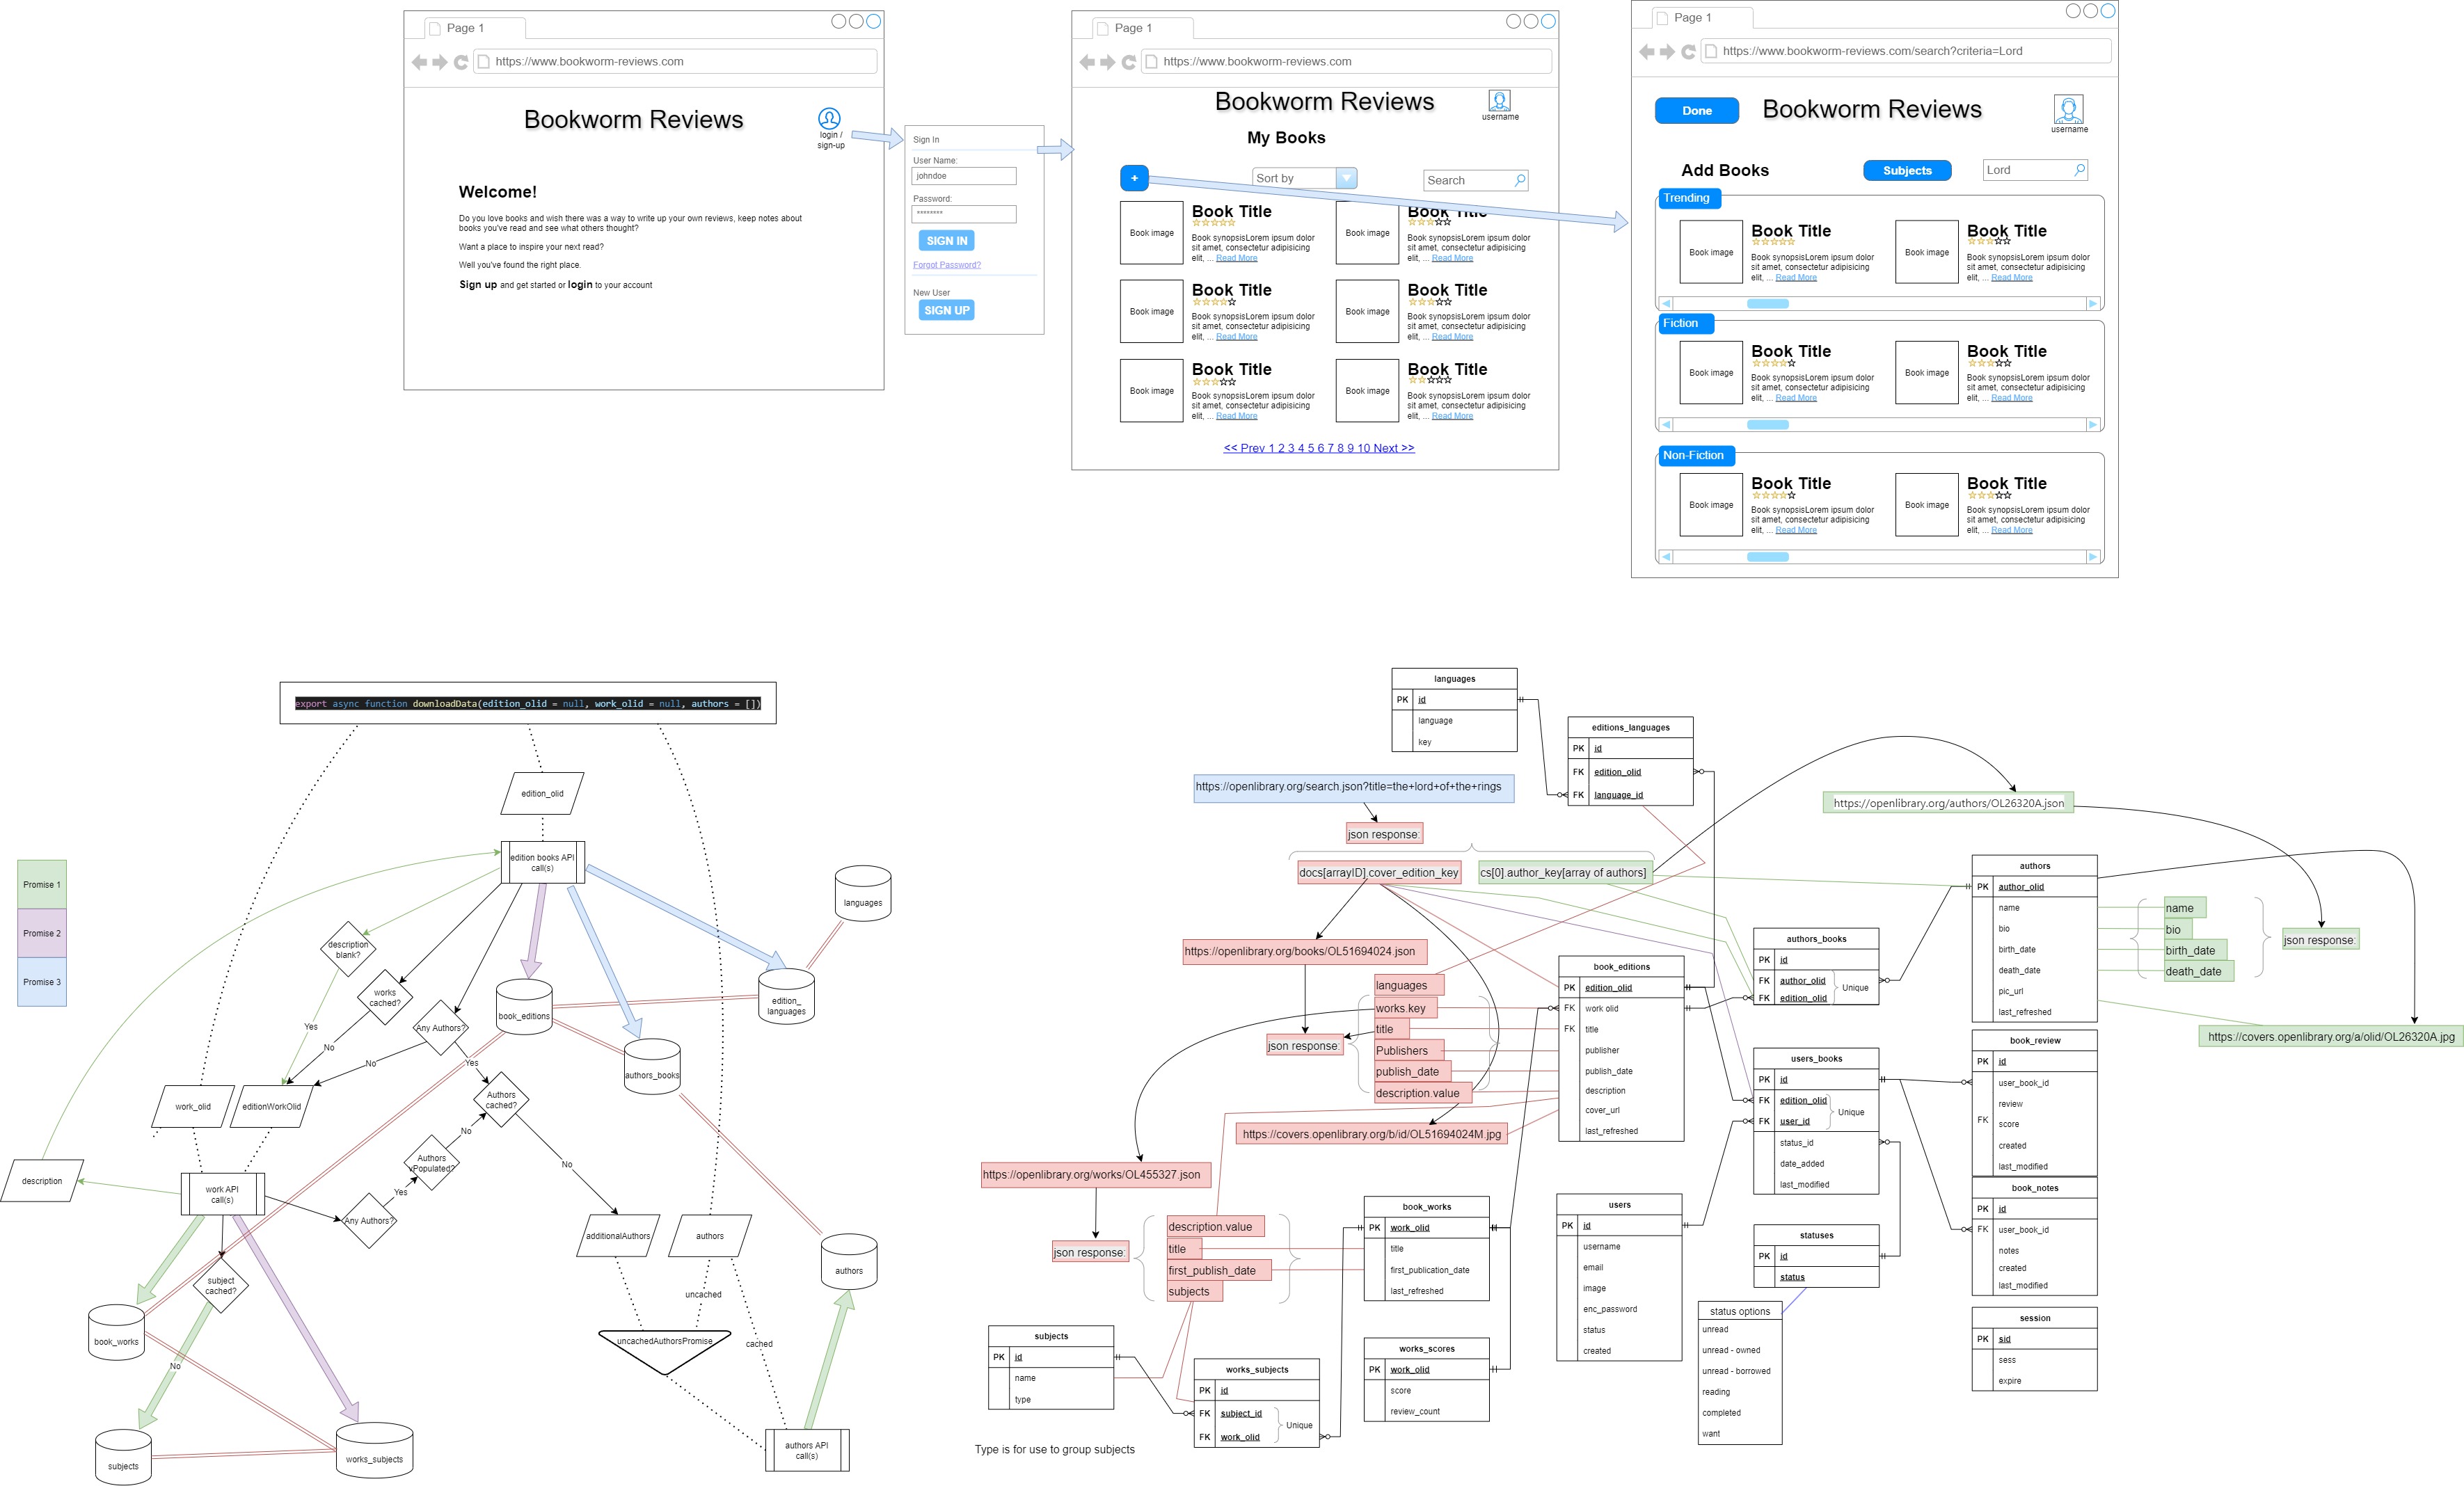 Page 1
https://www.bookworm-reviews.com
Bookworm Reviews
login /
sign-up
Welcome!
Do you love books and wish there was a way to write up your own reviews, keep notes about
books you've read and see what others thought?
Want a place to inspire your next read?
Well you've found the right place.
Sign up and get started or login to your account
Sign In
User Name:
johndoe
Password:
********
SIGN IN
Forgot Password?
New User
SIGN UP
Page 1
https://www.bookworm-reviews.com
Bookworm Reviews
username
My Books
+
Sort by
Search
Book image
Book Title
Book synopsisLorem ipsum dolor
sit amet, consectetur adipisicing
elit, ... Read More
Book image
Book Title
Book synopsisLorem ipsum dolor
sit amet, consectetur adipisicing
elit, ... Read More
Book image
Book Title
Book synopsisLorem ipsum dolor
sit amet, consectetur adipisicing
elit, ... Read More
Book image
Book Title
Book synopsisLorem ipsum dolor
sit amet, consectetur adipisicing
elit, ... Read More
Book image
Book Title
Book synopsisLorem ipsum dolor
sit amet, consectetur adipisicing
elit, ... Read More
Book image
Book Title
Book synopsisLorem ipsum dolor
sit amet, consectetur adipisicing
elit, ... Read More
<< Prev 1 2 3 4 5 6 7 8 9 10 Next >>
Page 1
https://www.bookworm-reviews.com/search?criteria=Lord
Done
Bookworm Reviews
username
Add Books
Subjects
Lord
Trending
Book image
Book Title
Book synopsisLorem ipsum dolor
sit amet, consectetur adipisicing
elit, ... Read More
Book image
Book Title
Book synopsisLorem ipsum dolor
sit amet, consectetur adipisicing
elit, ... Read More
Fiction
Book image
Book Title
Book synopsisLorem ipsum dolor
sit amet, consectetur adipisicing
elit, ... Read More
Book image
Book Title
Book synopsisLorem ipsum dolor
sit amet, consectetur adipisicing
elit, ... Read More
Non-Fiction
Book image
Book Title
Book synopsisLorem ipsum dolor
sit amet, consectetur adipisicing
elit, ... Read More
Book image
Book Title
Book synopsisLorem ipsum dolor
sit amet, consectetur adipisicing
elit, ... Read More
export async function downloadData(edition_olid = null, work_olid = null, authors = [])
edition_olid
edition books API
call(s)
Promise 1
Promise 2
Promise 3
languages
description
blank?
works
cached?
Any Authors?
book_editions
edition_
languages
Yes
No
No
Yes
authors_books
work_olid
editionWorkOlid
Authors
cached?
No
Authors
Populated?
No
description
work API
call(s)
Yes
Any Authors?
additionalAuthors
authors
authors
subject
cached?
uncached
book_works
uncachedAuthorsPromise
cached
No
subjects
works_subjects
authors API
call(s)
languages
PK id
language
key
editions_languages
PK id
FK edition_olid
FK language_id
https://openlibrary.org/search.json?title=the+lord+of+the+rings
json response:
docs[arrayID].cover_edition_key
cs[0].author_key[array of authors]
https://openlibrary.org/authors/OL26320A.json
authors
PK author_olid
name
bio
birth_date
death_date
pic_url
last_refreshed
name
bio
birth_date
death_date
json response:
https://covers.openlibrary.org/a/olid/OL26320A.jpg
authors_books
PK id
FK author_olid
FK edition_olid
Unique
https://openlibrary.org/books/OL51694024.json
json response:
languages
works.key
title
Publishers
publish_date
description.value
https://covers.openlibrary.org/b/id/OL51694024M.jpg
book_editions
PK edition_olid
FK work olid
FK title
publisher
publish_date
description
cover_url
last_refreshed
users_books
PK id
FK edition_olid
FK user_id
Unique
status_id
date_added
last_modified
book_review
PK id
user_book_id
review
FK score
created
last_modified
book_notes
PK id
FK user_book_id
notes
created
last_modified
https://openlibrary.org/works/OL455327.json
json response:
description.value
title
first_publish_date
subjects
book_works
PK work_olid
title
first_publication_date
last_refreshed
users
PK id
username
email
image
enc_password
status
created
statuses
PK id
status
status options
unread
unread - owned
unread - borrowed
reading
completed
want
session
PK sid
sess
expire
subjects
PK id
name
type
works_subjects
PK id
FK subject_id
FK work_olid
Unique
works_scores
PK work_olid
score
review_count
Type is for use to group subjects